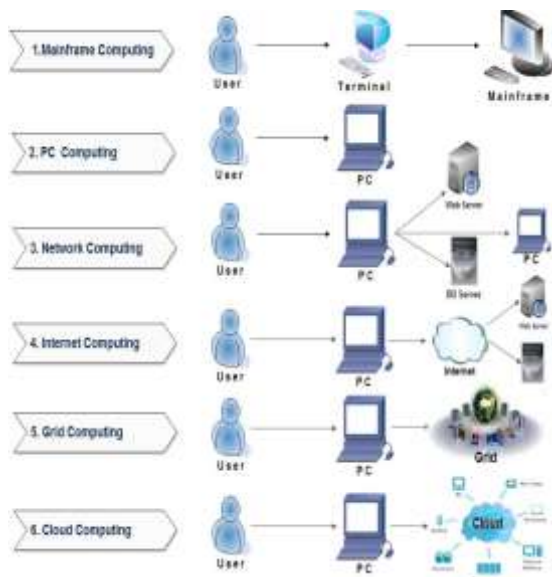 1.Mainframe Computing
User
Terminal
Mainframe
2. PC Computing
User
PC
3. Network Computing
User
PC
Web Server
PC
DB Server
4. Internet Computing
User
PC
Internet
Web Server
5. Grid Computing
User
PC
Grid
6. Cloud Computing
User
PC
Cloud